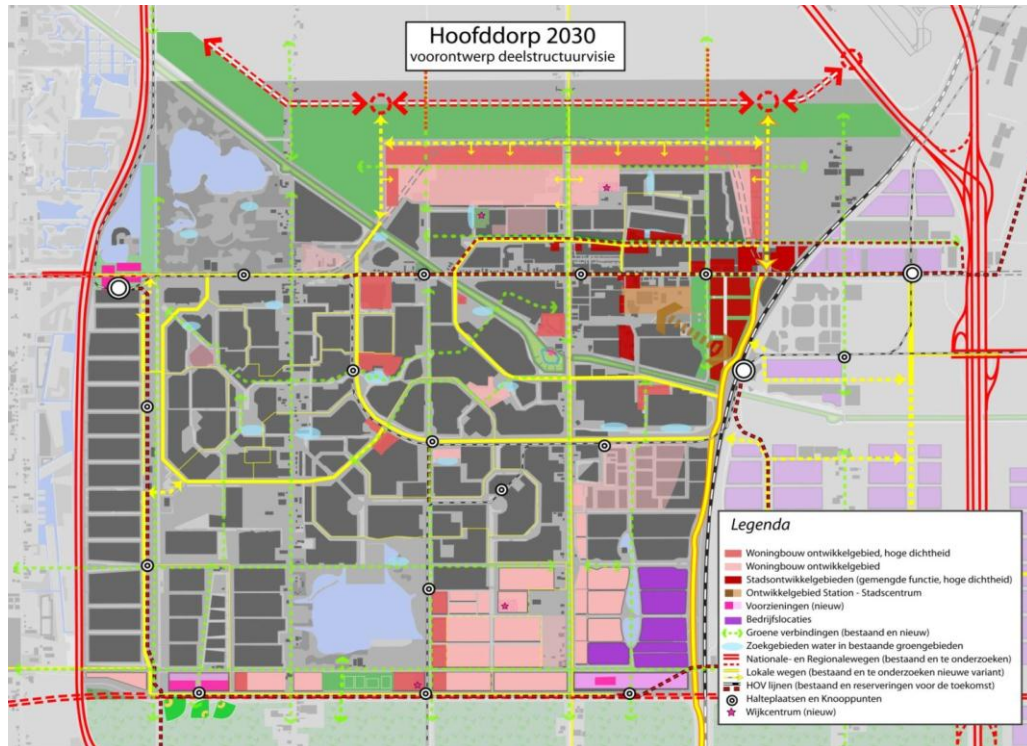 Hoofddorp 2030
voorontwerp deelstructuurvisie
Legenda
Woningbouw ontwikkelgebied, hoge dichtheid
Woningbouw ontwikkelgebied
Stadsontwikkelgebieden (gemengde functie, hoge dichtheid)
Ontwikkelgebied Station - Stadscentrum
Voorzieningen (nieuw)
Bedrijfslocaties
Groene verbindingen (bestaand en nieuw)
Zoekgebieden water in bestaande groengebieden
Nationale- en Regionalewegen (bestaand en te onderzoeken)
Lokale wegen (bestaand en te onderzoeken nieuwe variant)
HOV lijnen (bestaand en reserveringen voor de toekomst)
Halteplaatsen en Knooppunten
Wijkcentrum (nieuw)